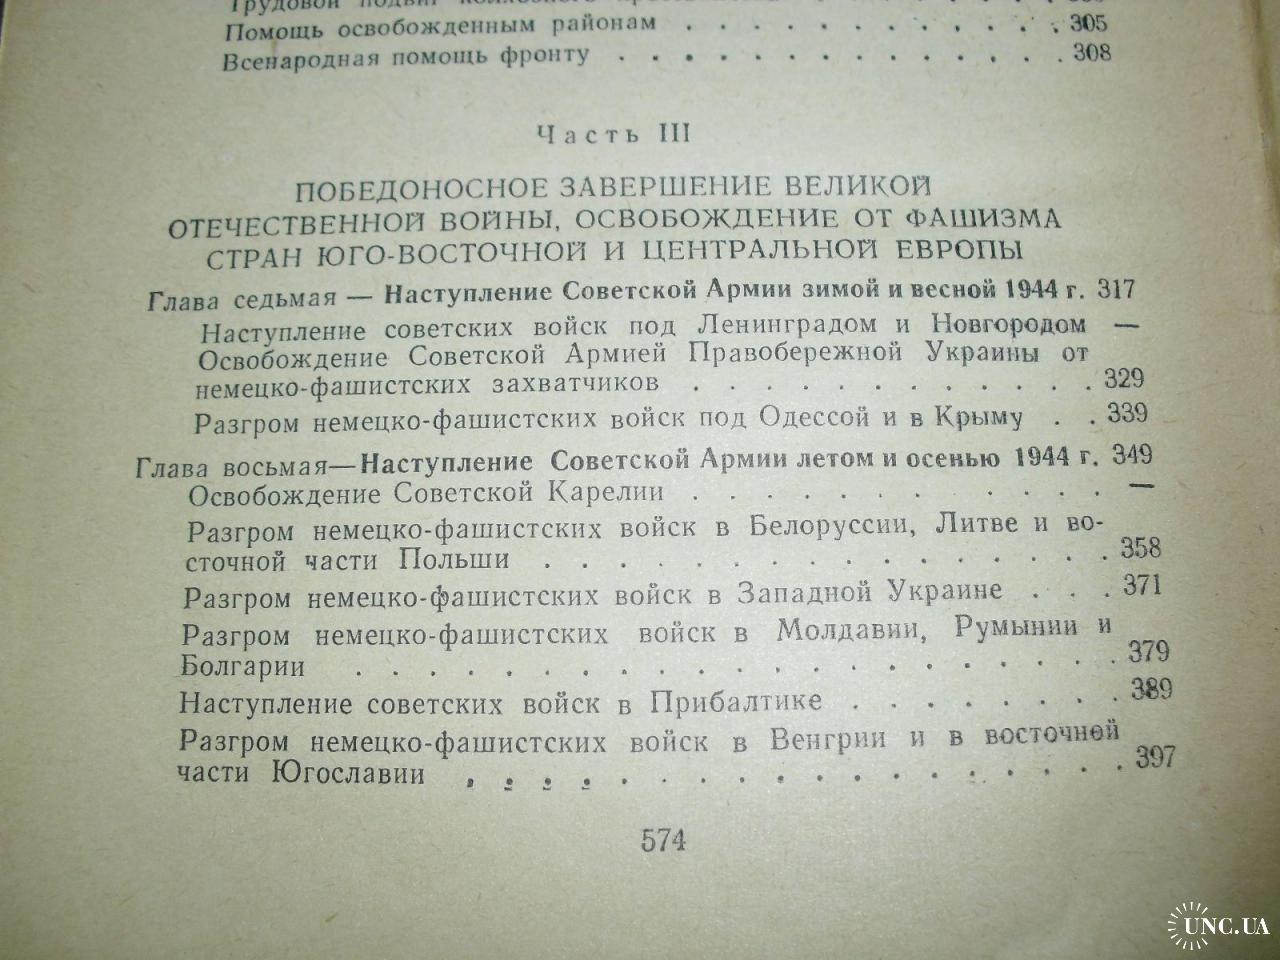 Трудовой подвиг
Помощь освобожденным районам . . . . . . . . . . . 305
Всенародная помощь фронту . . . . . . . . . . . . . 308
Часть III
ПОБЕДОНОСНОЕ ЗАВЕРШЕНИЕ ВЕЛИКОЙ
ОТЕЧЕСТВЕННОЙ ВОЙНЫ, ОСВОБОЖДЕНИЕ ОТ ФАШИЗМА
СТРАН ЮГО-ВОСТОЧНОЙ И ЦЕНТРАЛЬНОЙ ЕВРОПЫ
Глава седьмая — Наступление Советской Армии зимой и весной 1944 г. 317
Наступление советских войск под Ленинградом и Новгородом —
Освобождение Советской Армией Правобережной Украины от
немецко-фашистских захватчиков . . . . . . . . . . . 329
Разгром немецко-фашистских войск под Одессой и в Крыму . . 339
Глава восьмая—Наступление Советской Армии летом и осенью 1944 г. 349
Освобождение Советской Карелии . . . . . . . . . . . . —
Разгром немецко-фашистских войск в Белоруссии, Литве и во-
сточной части Польши . . . . . . . . . . . . . . . . 358
Разгром немецко-фашистских войск в Западной Украине . . . 371
Разгром немецко-фашистских войск в Молдавии, Румынии и
Болгарии . . . . . . . . . . . . . . . . . . . . . 379
Наступление советских войск в Прибалтике . . . . . . . . 389
Разгром немецко-фашистских войск в Венгрии и в восточной
части Югославии . . . . . . . . . . . . . . . . . . 397
574
UNC.UA